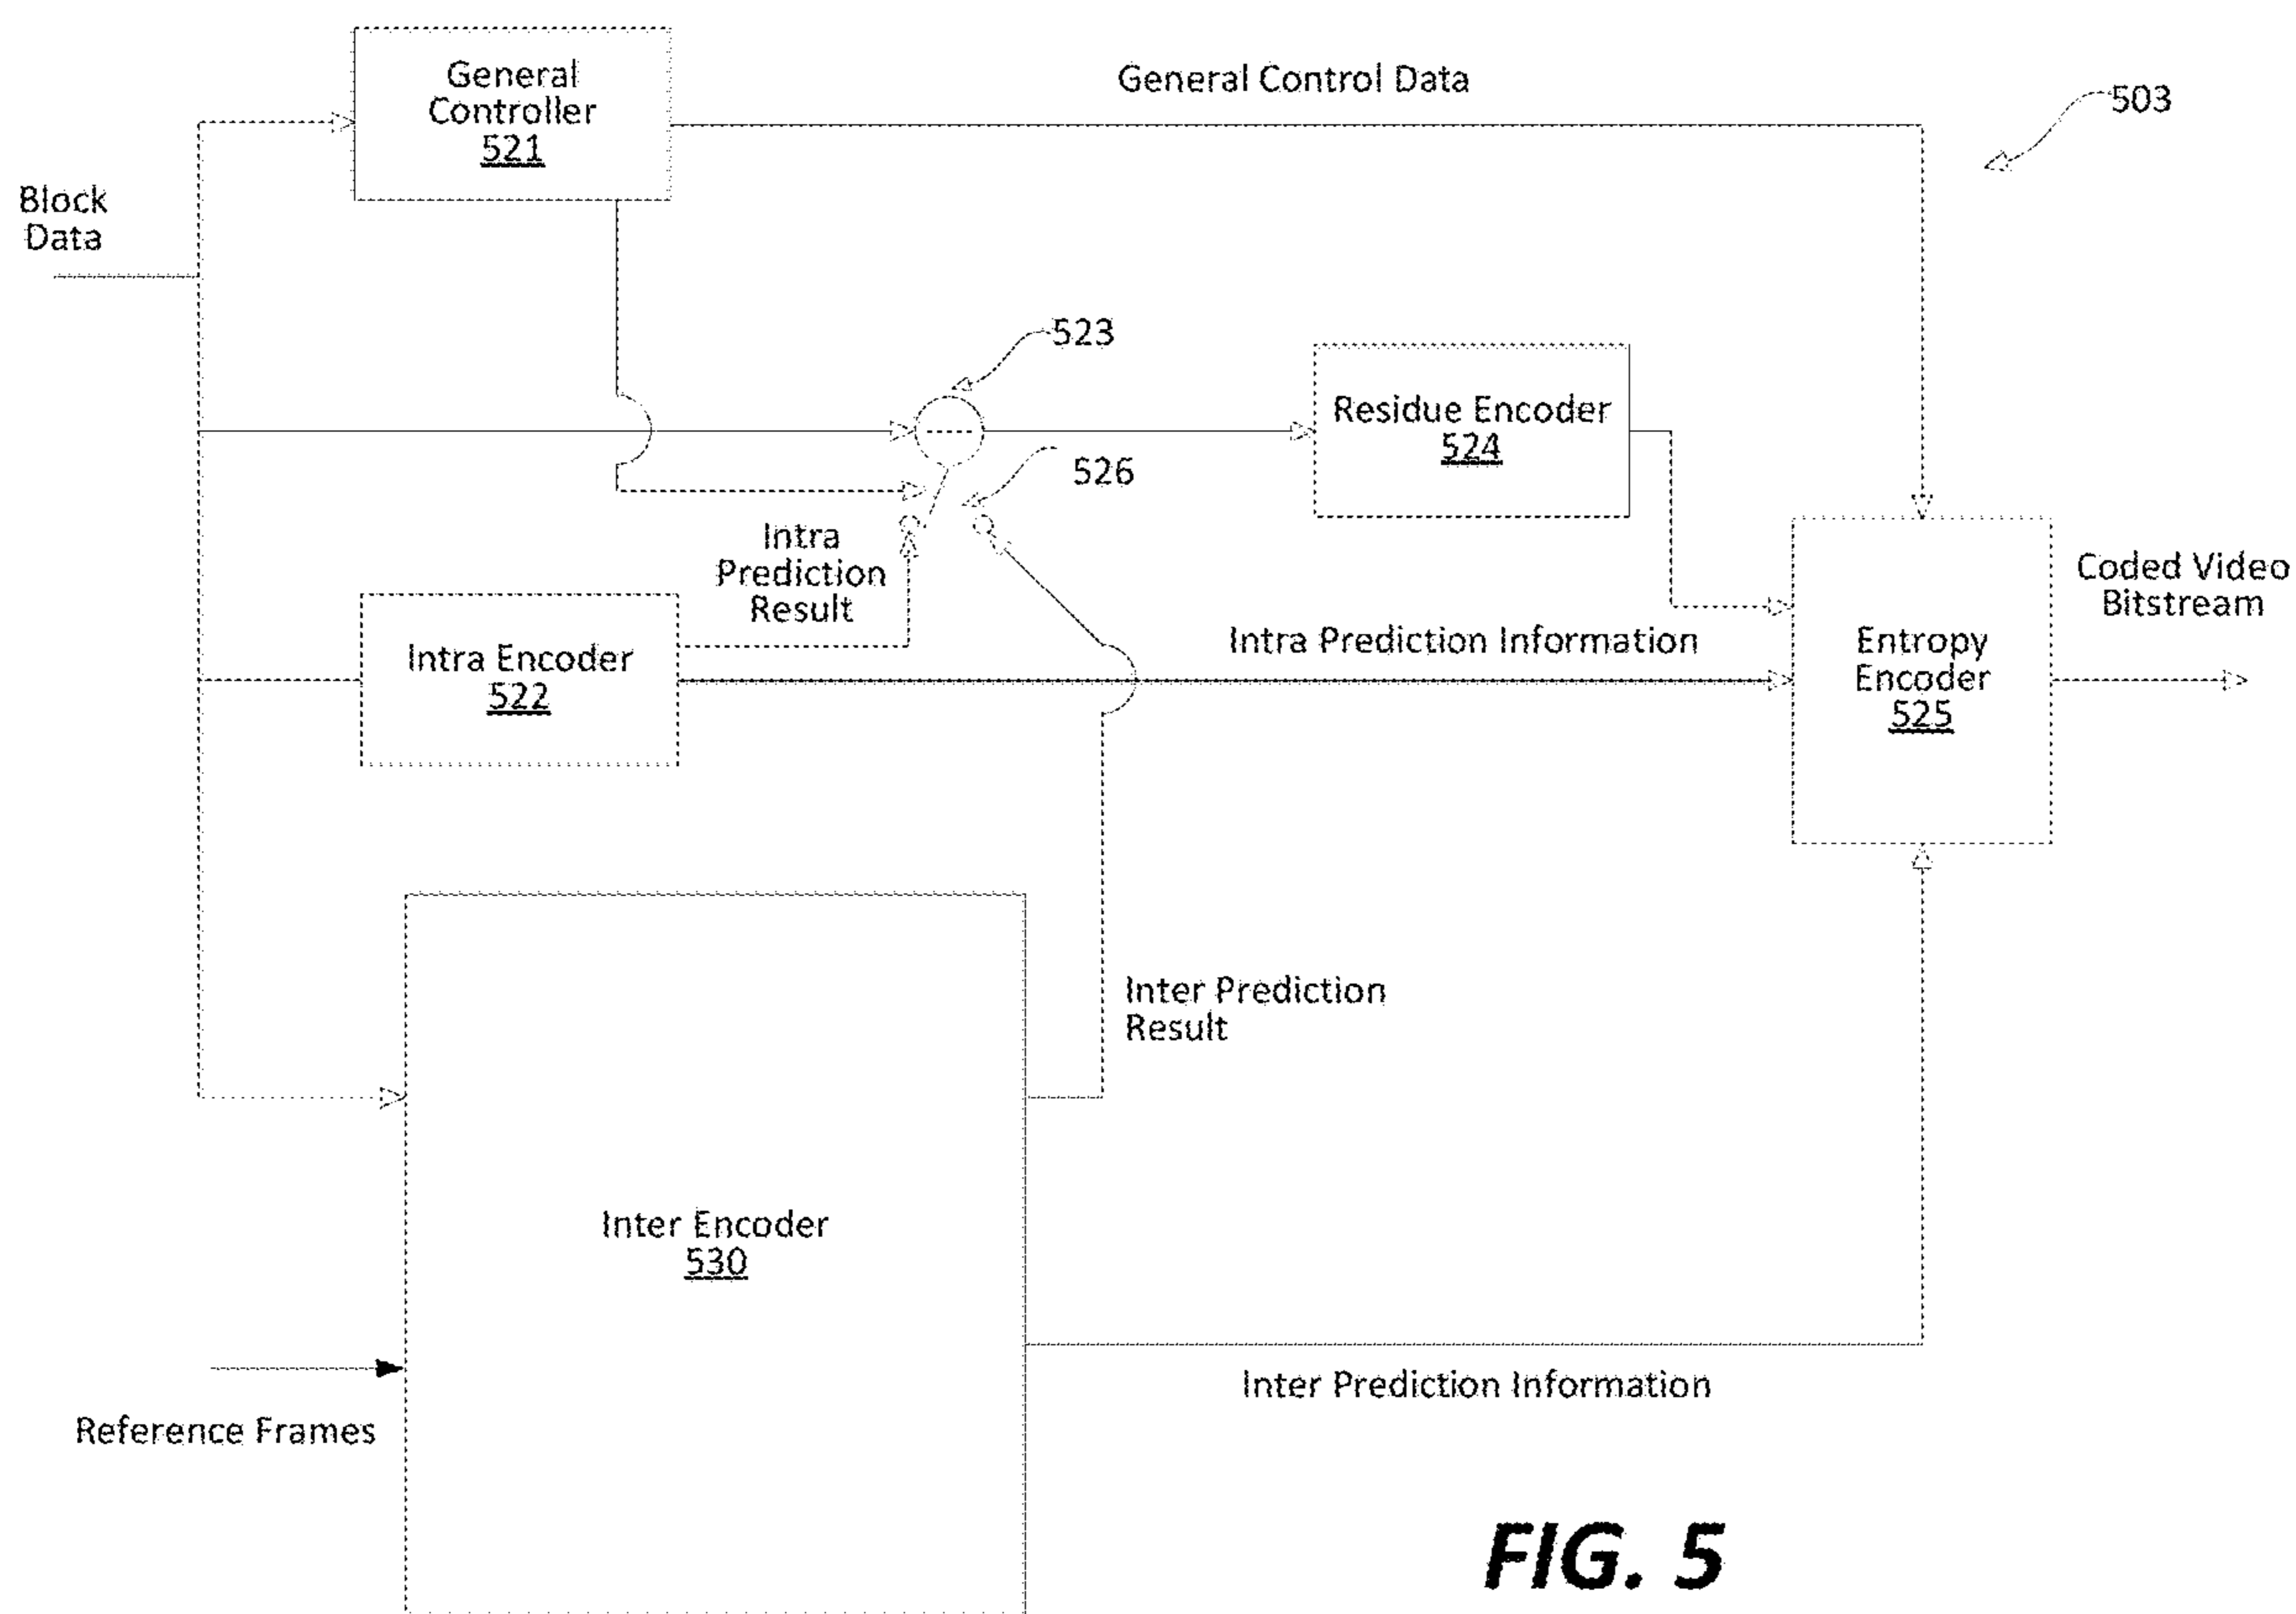 General
Controller
521
General Control Data
503
Block
Data
523
Residue Encoder
524
526
Intra
Prediction
Result
Coded Video
Bitstream
Intra Encoder
522
Intra Prediction Information
Entropy
Encoder
525
Inter Prediction
Result
Inter Encoder
530
Reference Frames
Inter Prediction Information
FIG. 5